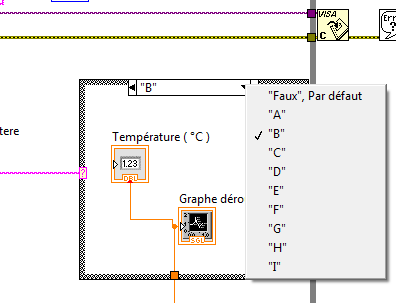 VISA
C
Err
?
"B"
"Faux", Par défaut
"A"
"B"
"C"
"D"
"E"
"F"
"G"
"H"
"I"
tere
Température ( °C )
1.23
DBL
?
Graphe déro
SGL